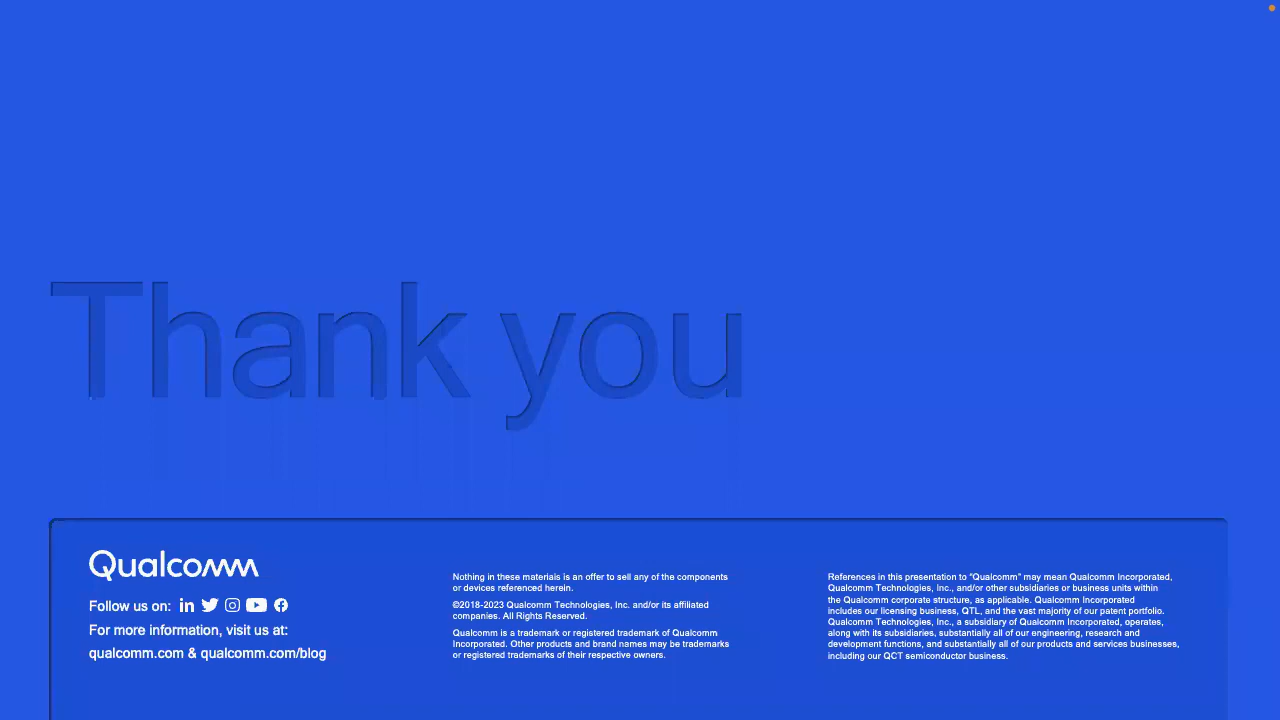 Thank you
Qualcomm
Follow us on:
For more information, visit us at:
qualcomm.com & qualcomm.com/blog
Nothing in these materials is an offer to sell any of the components
or devices referenced herein.
©2018-2023 Qualcomm Technologies, Inc. and/or its affiliated
companies. All Rights Reserved.
Qualcomm is a trademark or registered trademark of Qualcomm
Incorporated. Other products and brand names may be trademarks
or registered trademarks of their respective owners.
References in this presentation to “Qualcomm” may mean Qualcomm Incorporated,
Qualcomm Technologies, Inc., and/or other subsidiaries or business units within
the Qualcomm corporate structure, as applicable. Qualcomm Incorporated
includes our licensing business, QTL, and the vast majority of our patent portfolio.
Qualcomm Technologies, Inc., a subsidiary of Qualcomm Incorporated, operates,
along with its subsidiaries, substantially all of our engineering, research and
development functions, and substantially all of our products and services businesses,
including our QCT semiconductor business.